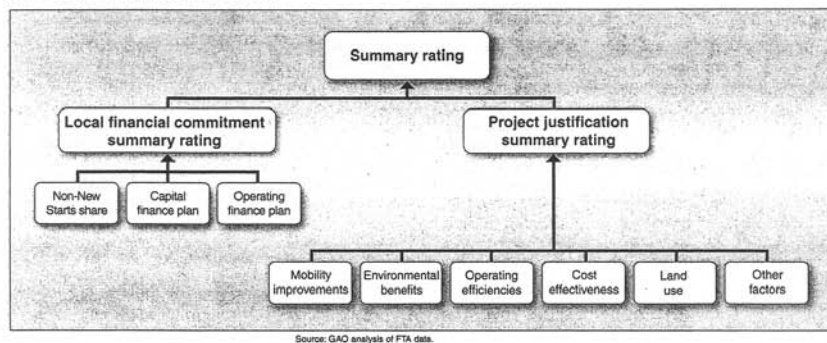 Summary rating
Local financial commitment
summary rating
Project justification
summary rating
Non-New
Starts share
Capital
finance plan
Operating
finance plan
Mobility
improvements
Environmental
benefits
Operating
efficiencies
Cost
effectiveness
Land
use
Other
factors
Source: GAO analysis of FTA data.